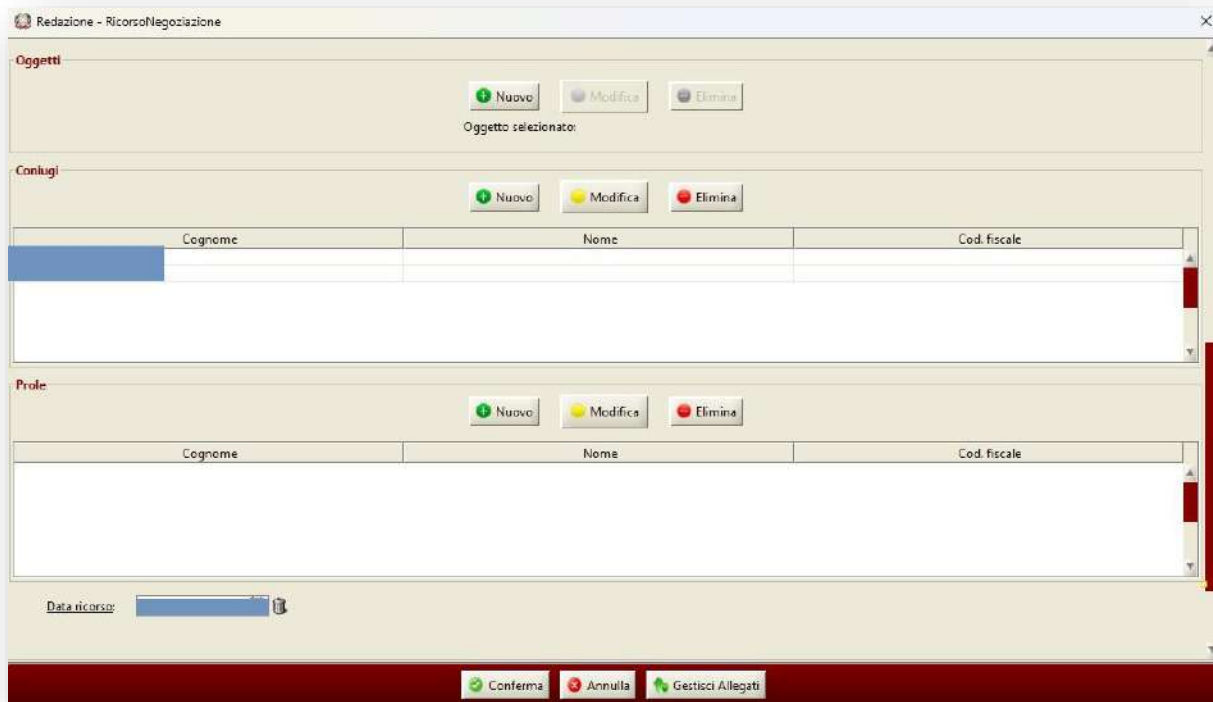 Redazione - RicorsoNegoziazione
Oggetti
Nuovo Modifica Elimina
Oggetto selezionato:
Coniugi
Nuovo Modifica Elimina
Cognome Nome Cod. fiscale
Prole
Nuovo Modifica Elimina
Cognome Nome Cod. fiscale
Data ricorso:
Conferma Annulla Gestisci Allegati